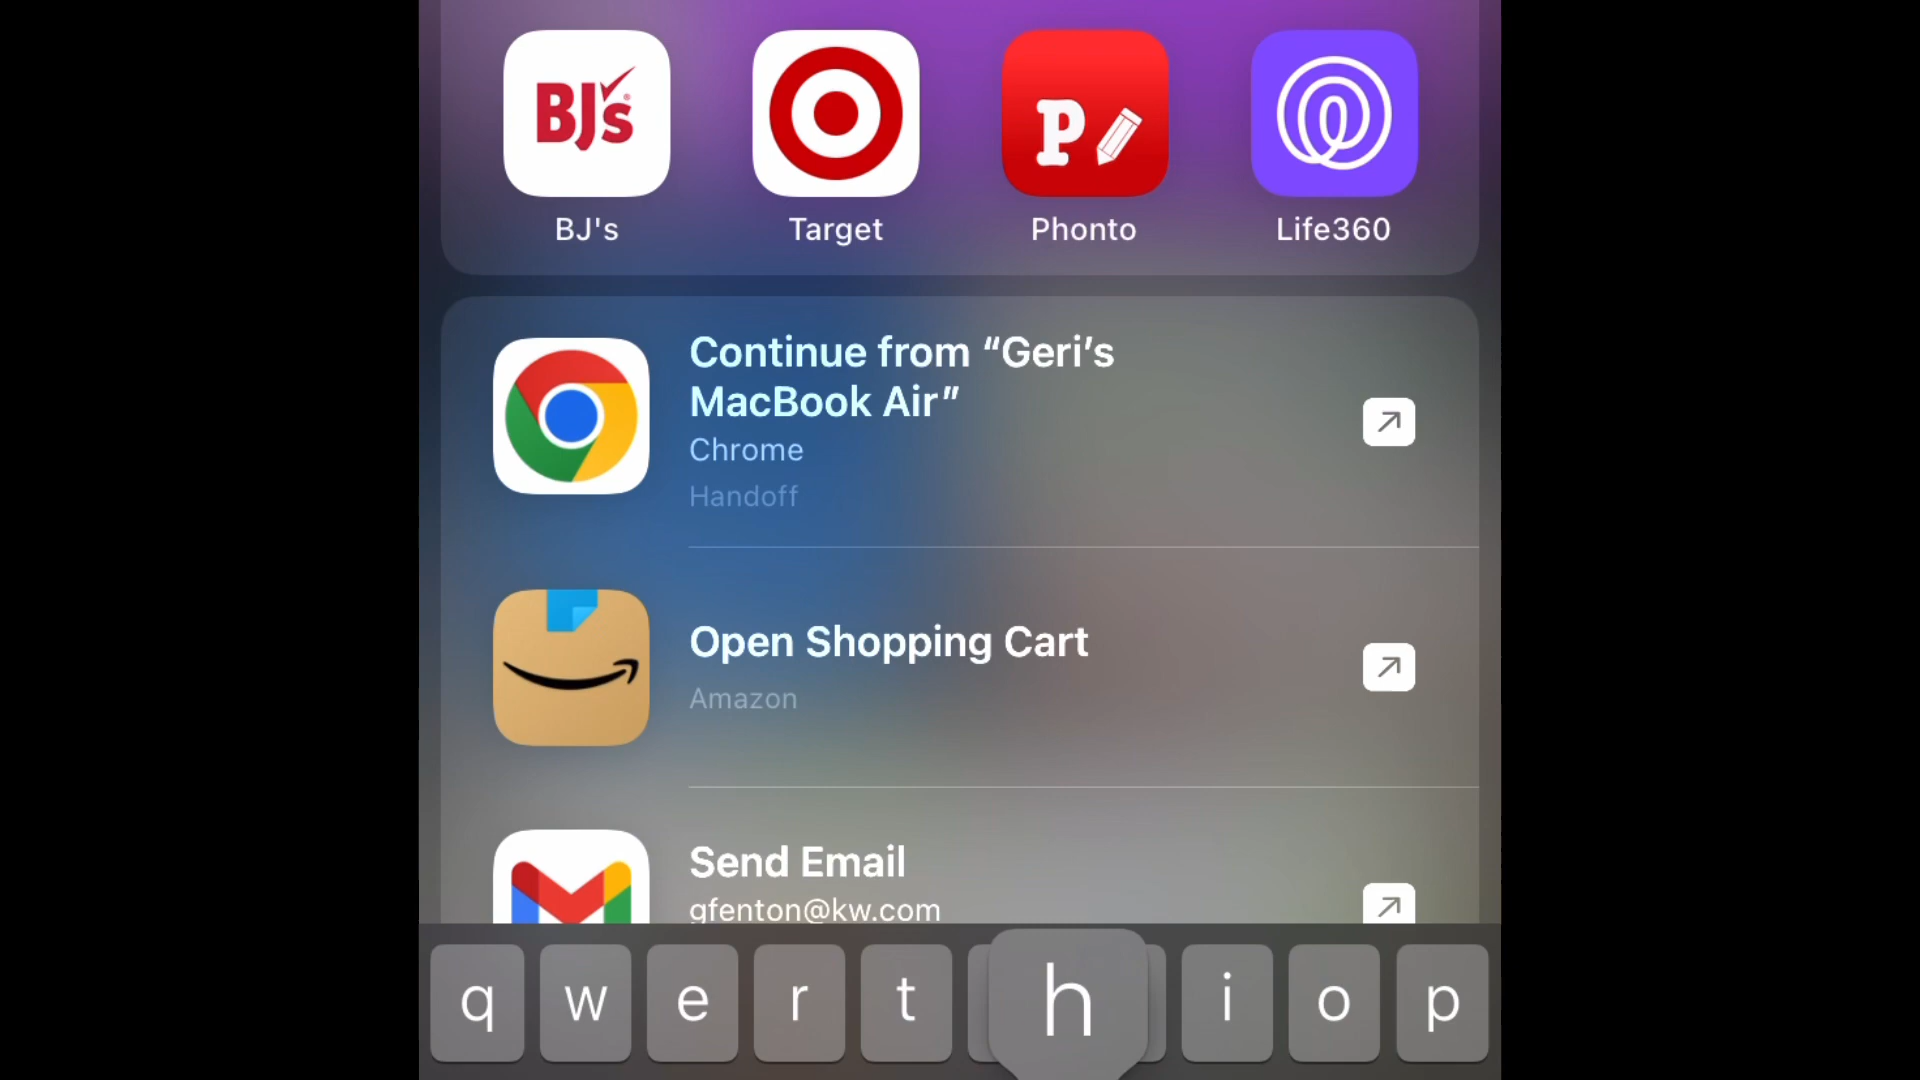 BJ's
BJ's Target Phonto Life360
P
Continue from “Geri’s
MacBook Air”
Chrome
Handoff
Open Shopping Cart
Amazon
Send Email
gfenton@kw.com
q w e r t h i o p